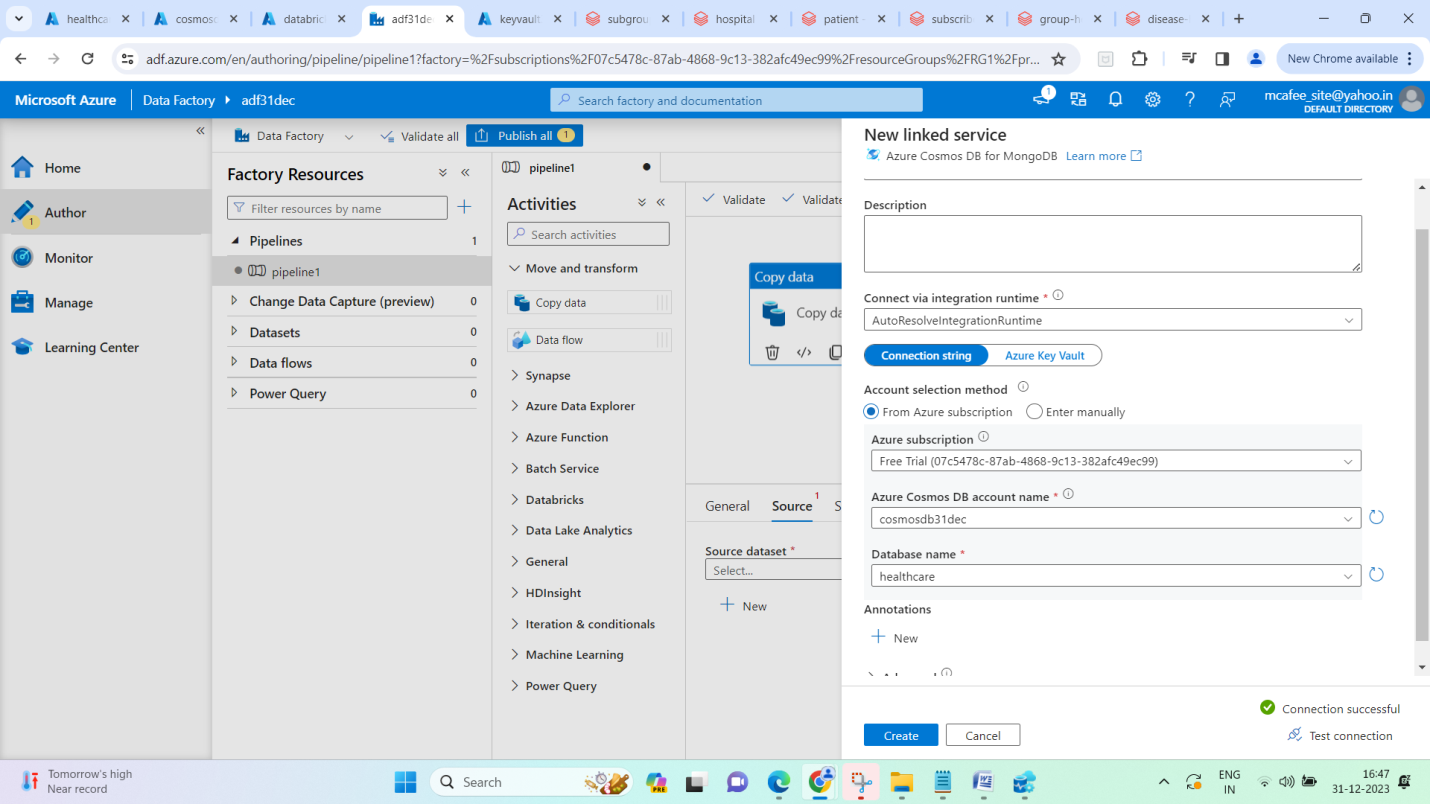 healthca
cosmosc
databric
adf31de
keyvault
subgrou
hospital
patient -
subscrib
group-h
disease-
adf.azure.com/en/authoring/pipeline/pipeline1?factory=%2Fsubscriptions%2F07c5478c-87ab-4868-9c13-382afc49ec99%2FresourceGroups%2FRG1%2Fpr...
New Chrome available
Microsoft Azure
Data Factory
adf31dec
Search factory and documentation
1
mcafee_site@yahoo.in
DEFAULT DIRECTORY
Home
Author
1
Monitor
Manage
Learning Center
Data Factory
Validate all
Publish all 1
Factory Resources
Filter resources by name
Pipelines 1
pipeline1
Change Data Capture (preview) 0
Datasets 0
Data flows 0
Power Query 0
pipeline1
Activities
Search activities
Move and transform
Copy data
Data flow
Synapse
Azure Data Explorer
Azure Function
Batch Service
Databricks
Data Lake Analytics
General
HDInsight
Iteration & conditionals
Machine Learning
Power Query
Validate
Validate
Copy data
Copy da
General
Source 1
S
Source dataset *
Select...
New
New linked service
Azure Cosmos DB for MongoDB Learn more
Description
Connect via integration runtime *
AutoResolveIntegrationRuntime
Connection string
Azure Key Vault
Account selection method
From Azure subscription
Enter manually
Azure subscription
Free Trial (07c5478c-87ab-4868-9c13-382afc49ec99)
Azure Cosmos DB account name *
cosmosdb31dec
Database name *
healthcare
Annotations
New
Connection successful
Create
Cancel
Test connection
Tomorrow's high
Near record
Search
PRE
ENG
IN
16:47
31-12-2023